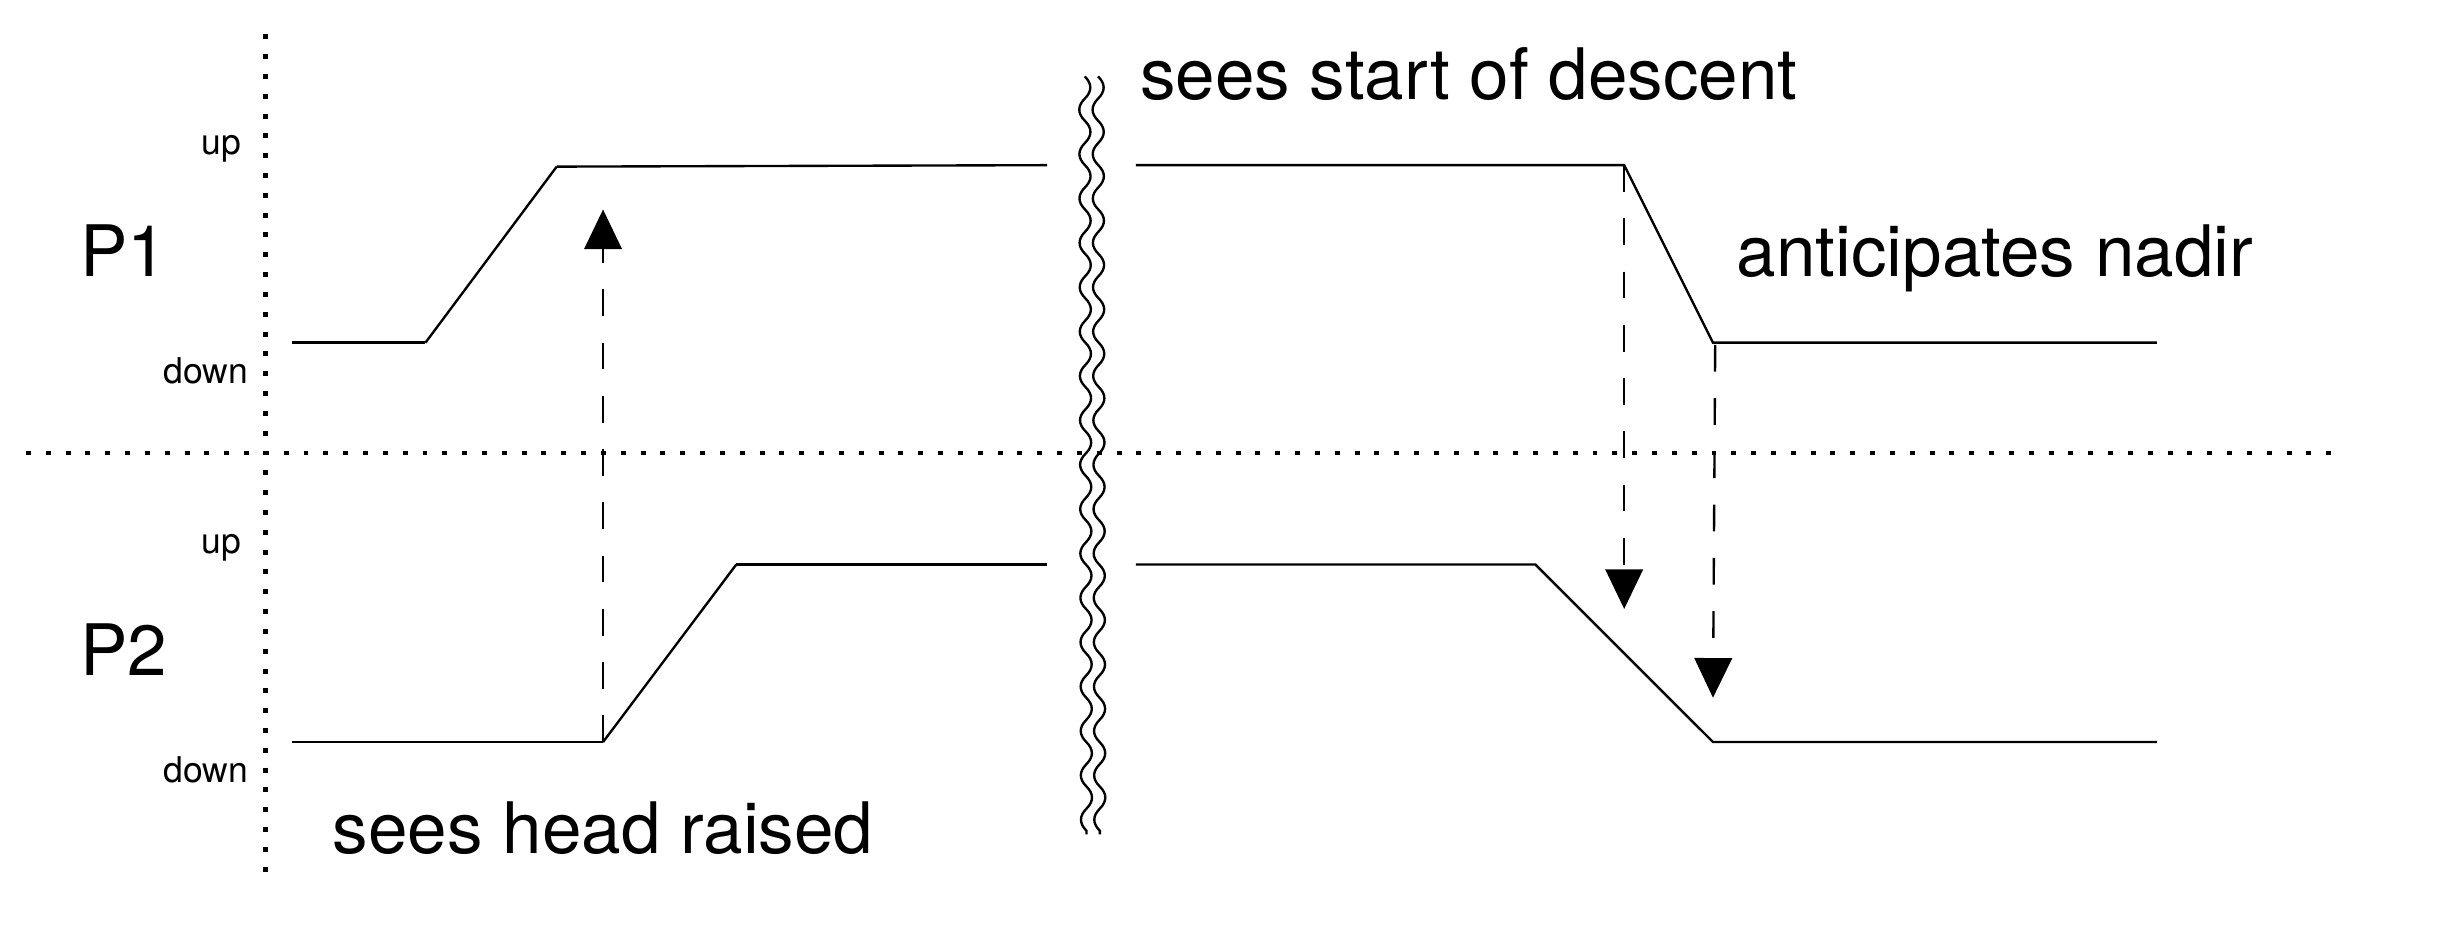 sees start of descent
up
P1
anticipates nadir
down
up
P2
down
sees head raised